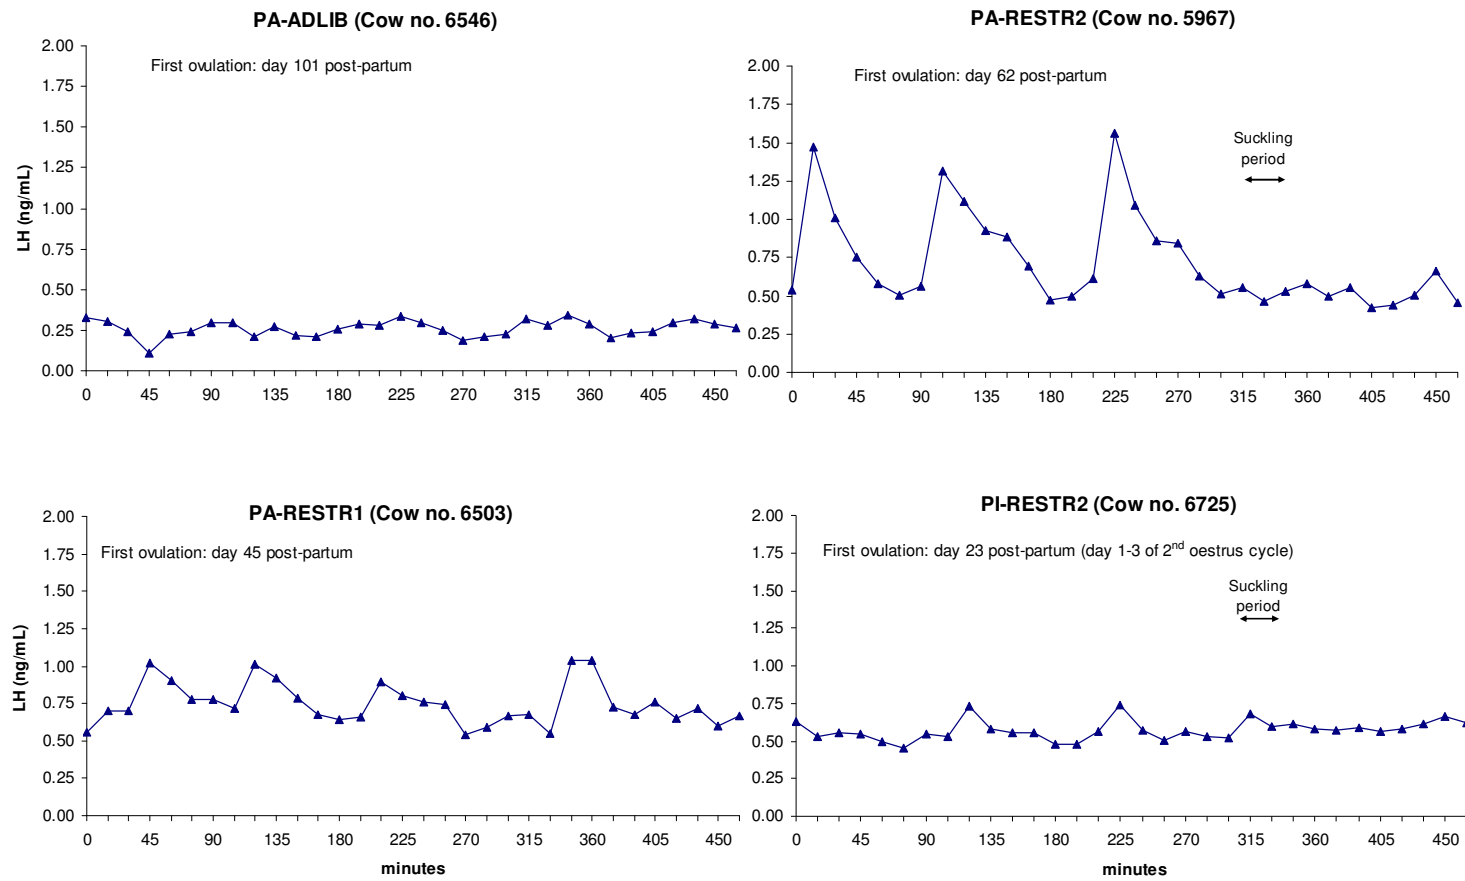 PA-ADLIB (Cow no. 6546)
First ovulation: day 101 post-partum
LH (ng/mL)
2.00
1.75
1.50
1.25
1.00
0.75
0.50
0.25
0.00
0 45 90 135 180 225 270 315 360 405 450
PA-RESTR2 (Cow no. 5967)
First ovulation: day 62 post-partum
Suckling
period
2.00
1.75
1.50
1.25
1.00
0.75
0.50
0.25
0.00
0 45 90 135 180 225 270 315 360 405 450
PA-RESTR1 (Cow no. 6503)
First ovulation: day 45 post-partum
LH (ng/mL)
2.00
1.75
1.50
1.25
1.00
0.75
0.50
0.25
0.00
0 45 90 135 180 225 270 315 360 405 450
minutes
PI-RESTR2 (Cow no. 6725)
First ovulation: day 23 post-partum (day 1-3 of 2nd oestrus cycle)
Suckling
period
2.00
1.75
1.50
1.25
1.00
0.75
0.50
0.25
0.00
0 45 90 135 180 225 270 315 360 405 450
minutes